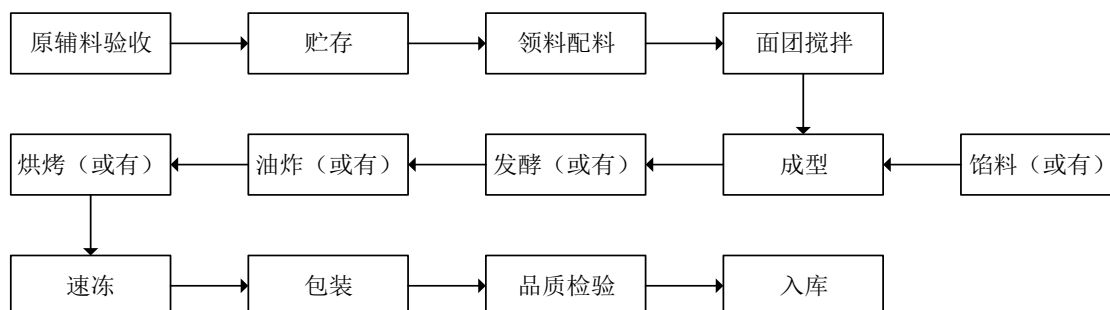 原辅料验收
贮存
领料配料
面团搅拌
烘烤（或有）
油炸（或有）
发酵（或有）
成型
馅料（或有）
速冻
包装
品质检验
入库